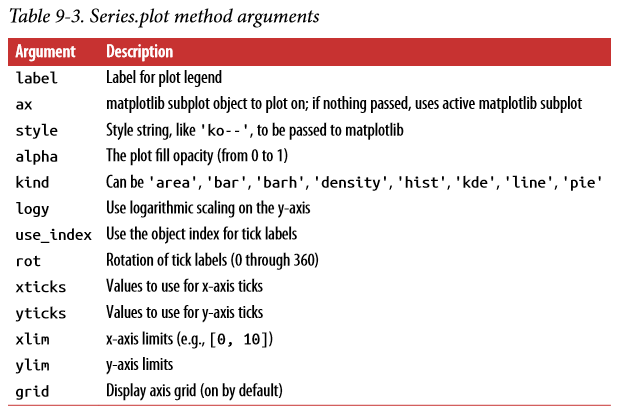 Table 9-3. Series.plot method arguments
Argument Description
label Label for plot legend
ax matplotlib subplot object to plot on; if nothing passed, uses active matplotlib subplot
style Style string, like 'ko--', to be passed to matplotlib
alpha The plot fill opacity (from 0 to 1)
kind Can be 'area', 'bar', 'barh', 'density', 'hist', 'kde', 'line', 'pie'
logy Use logarithmic scaling on the y-axis
use_index Use the object index for tick labels
rot Rotation of tick labels (0 through 360)
xticks Values to use for x-axis ticks
yticks Values to use for y-axis ticks
xlim x-axis limits (e.g., [0, 10])
ylim y-axis limits
grid Display axis grid (on by default)